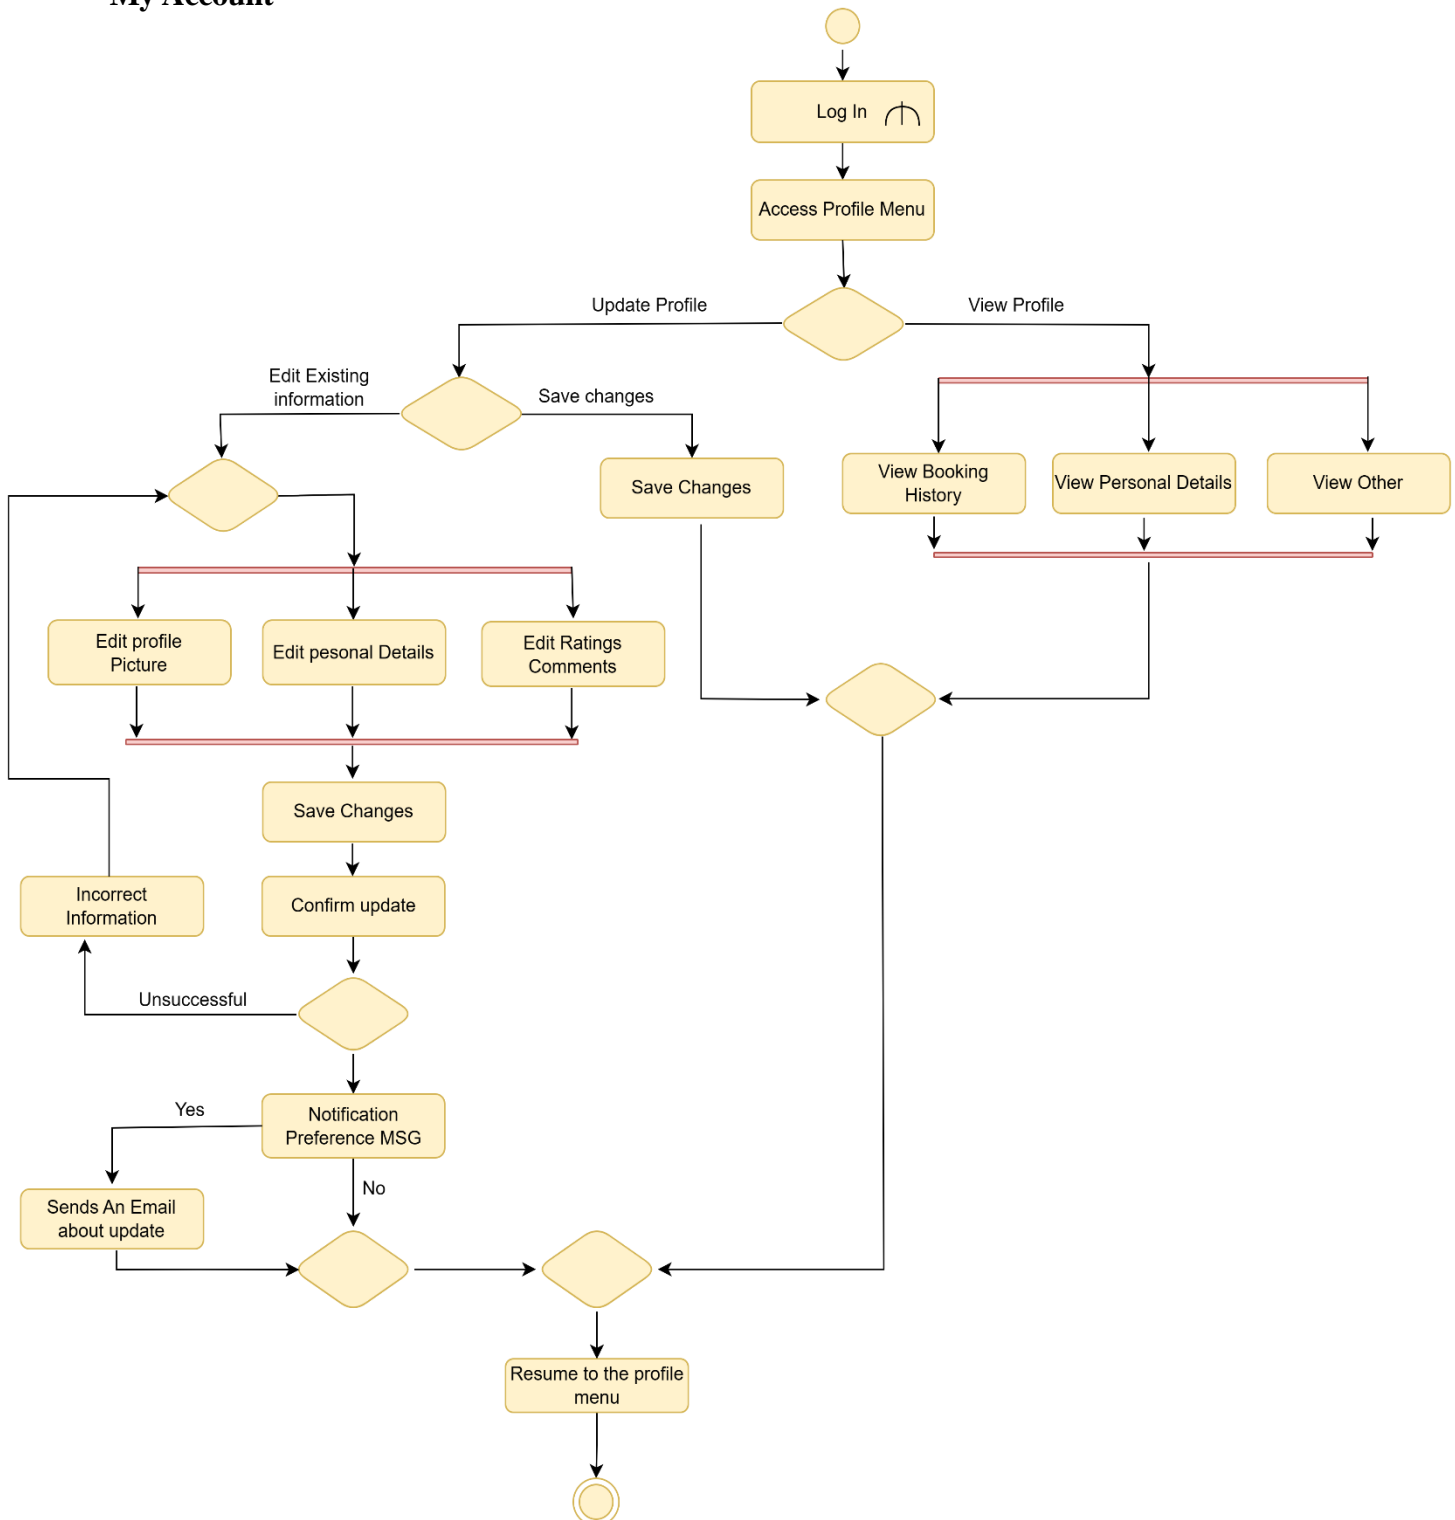 My Account
Log In
Access Profile Menu
Update Profile
View Profile
Edit Existing
information
Save changes
Save Changes
View Booking
History
View Personal Details
View Other
Edit profile
Picture
Edit pesonal Details
Edit Ratings
Comments
Save Changes
Incorrect
Information
Confirm update
Unsuccessful
Notification
Preference MSG
Yes
No
Sends An Email
about update
Resume to the profile
menu